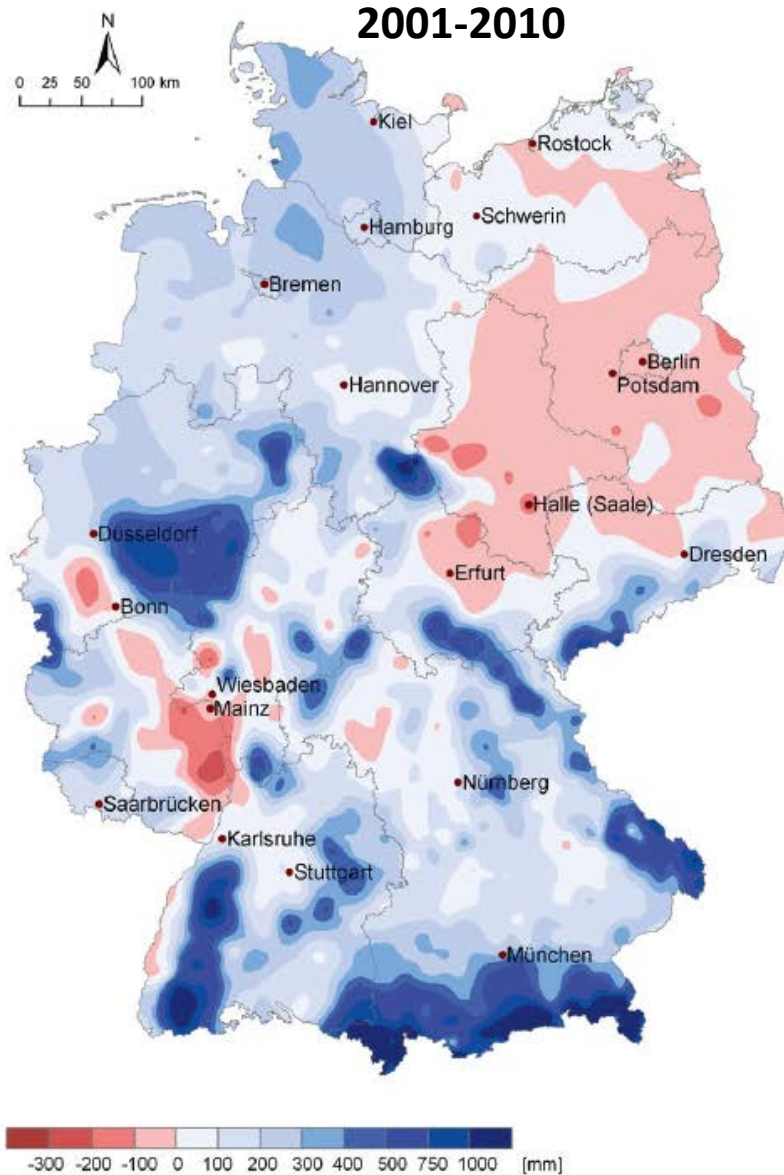 2001-2010
N
0 25 50 100 km
Kiel
Rostock
Schwerin
Hamburg
Bremen
Berlin
Potsdam
Hannover
Halle (Saale)
Düsseldorf
Dresden
Erfurt
Bonn
Wiesbaden
Mainz
Nürnberg
Saarbrücken
Karlsruhe
Stuttgart
München
-300 -200 -100 0 100 200 300 400 500 750 1000 [mm]